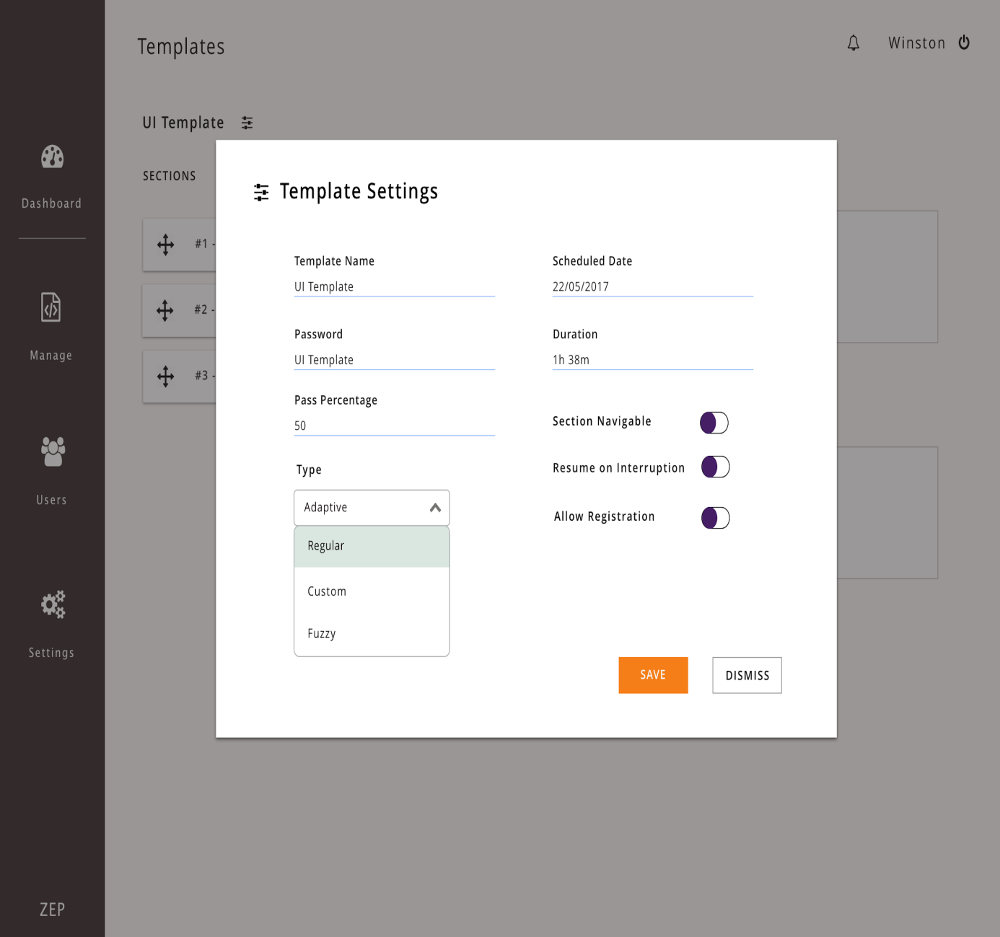 Templates
Winston
UI Template
SECTIONS
Dashboard
Manage
Users
Settings
ZEP
#1 -
#2 -
#3 -
Template Settings
Template Name
UI Template
Scheduled Date
22/05/2017
Password
UI Template
Duration
1h 38m
Pass Percentage
50
Section Navigable
Resume on Interruption
Allow Registration
Type
Adaptive
Regular
Custom
Fuzzy
SAVE
DISMISS